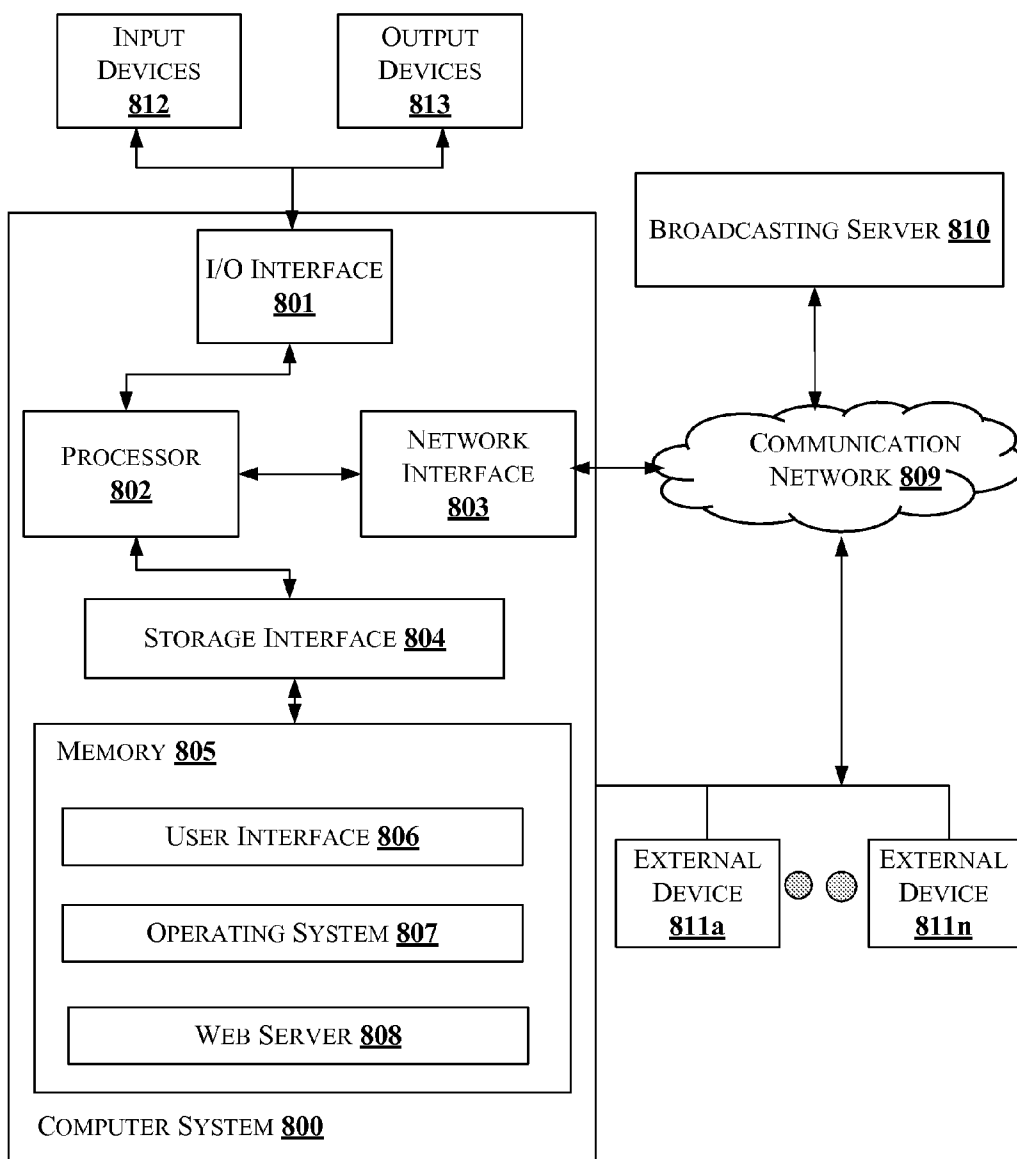 INPUT
DEVICES
812
OUTPUT
DEVICES
813
BROADCASTING SERVER 810
I/O INTERFACE
801
PROCESSOR
802
NETWORK
INTERFACE
803
COMMUNICATION
NETWORK 809
STORAGE INTERFACE 804
MEMORY 805
USER INTERFACE 806
OPERATING SYSTEM 807
WEB SERVER 808
EXTERNAL
DEVICE
811a
EXTERNAL
DEVICE
811n
COMPUTER SYSTEM 800